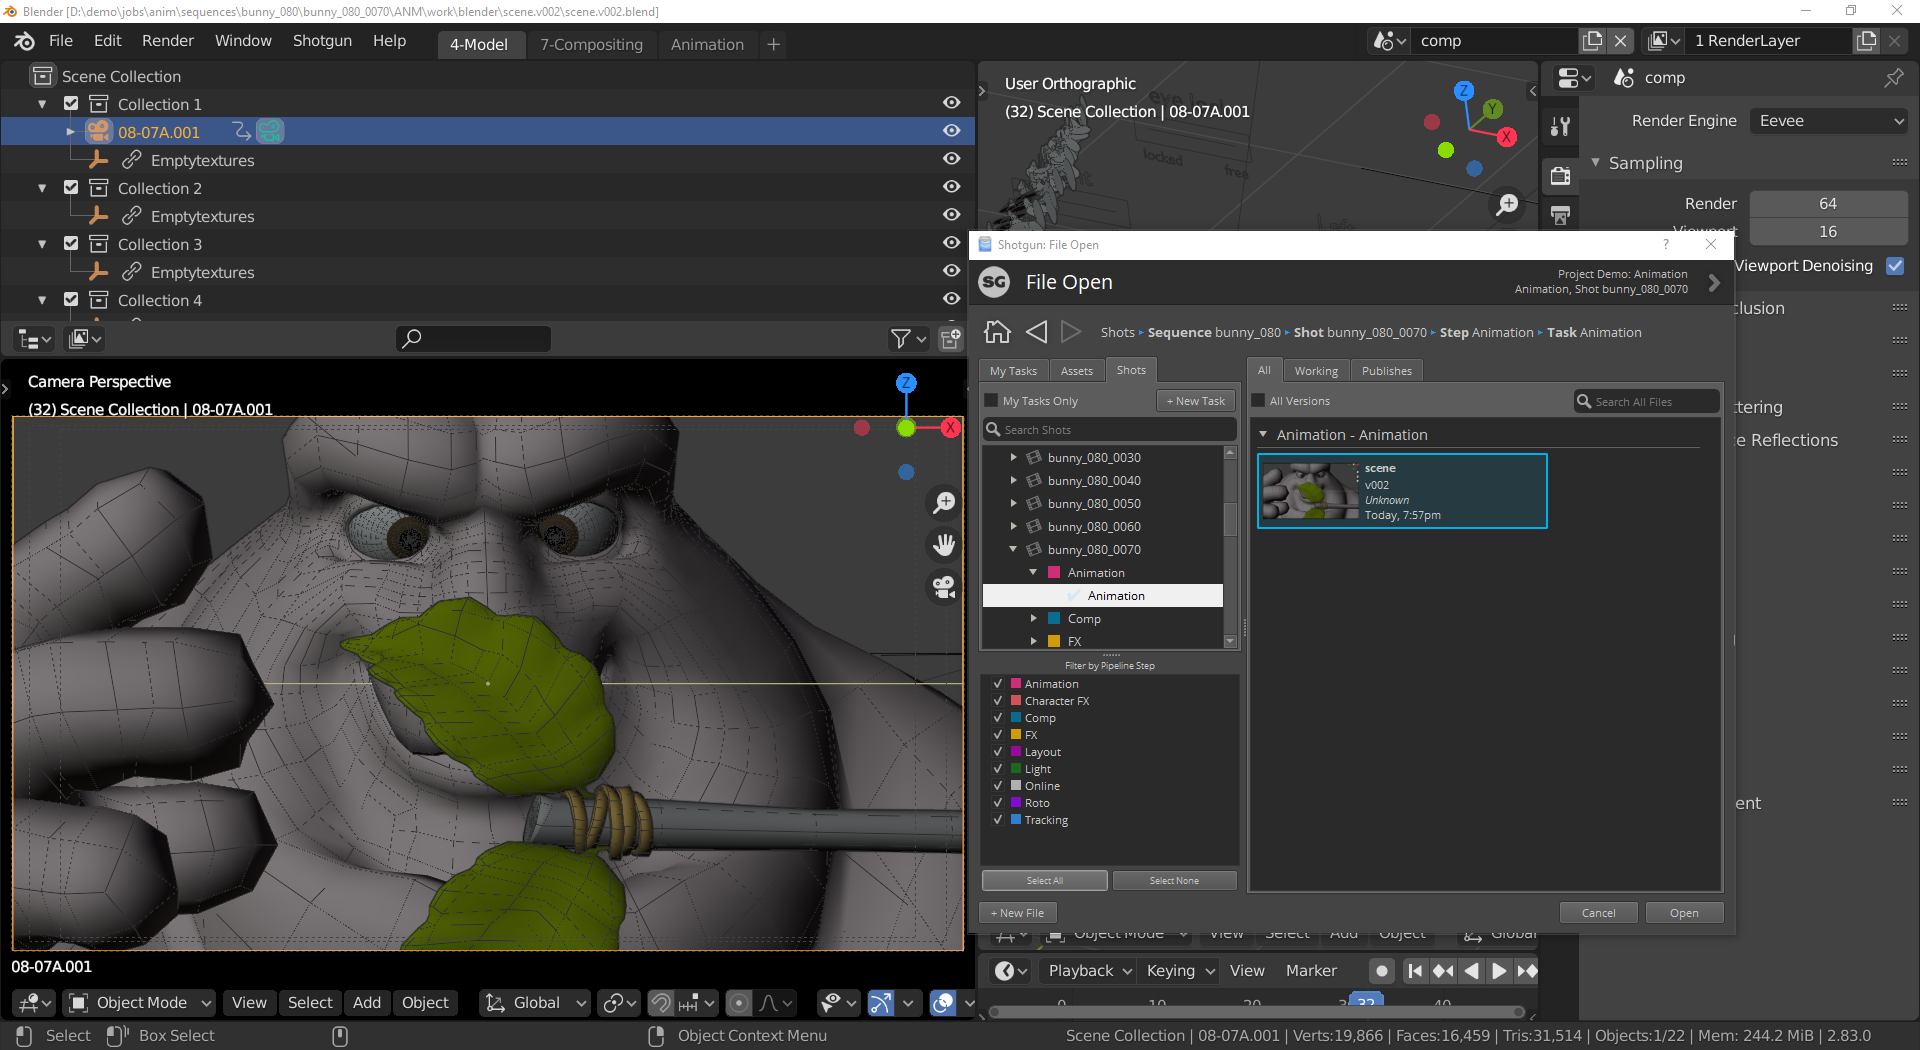 Blender [D:\demo\jobs\anim\sequences\bunny_080\bunny_080_0070\ANM\work\blender\scene.v002\scene.v002.blend]
File Edit Render Window Shotgun Help 4-Model 7-Compositing Animation + comp 1 RenderLayer
Scene Collection
Collection 1
08-07A.001
Emptytextures
Collection 2
Emptytextures
Collection 3
Emptytextures
Collection 4
User Orthographic
(32) Scene Collection | 08-07A.001
locked
free
Z
Y
X
comp
Render Engine Eevee
Sampling
Render 64
16
Viewport Denoising
Camera Perspective
(32) Scene Collection | 08-07A.001
Z
X
08-07A.001
Shotgun: File Open ?
SG File Open
Project Demo: Animation
Animation, Shot bunny_080_0070
Shots Sequence bunny_080 Shot bunny_080_0070 Step Animation Task Animation
My Tasks Assets Shots
My Tasks Only + New Task
Search Shots
bunny_080_0030
bunny_080_0040
bunny_080_0050
bunny_080_0060
bunny_080_0070
Animation
Animation
Comp
FX
Filter by Pipeline Step
Animation
Character FX
Comp
FX
Layout
Light
Online
Roto
Tracking
Select All Select None
+ New File
All Working Publishes
All Versions Search All Files
Animation - Animation
scene
v002
Unknown
Today, 7:57pm
Cancel Open
Object Mode View Select Add Object Global
Playback Keying View Marker
0 10 20 32 40
Object Mode View Select Add Object Global
Select Box Select Object Context Menu
Scene Collection | 08-07A.001 | Verts:19,866 | Faces:16,459 | Tris:31,514 | Objects:1/22 | Mem: 244.2 MiB | 2.83.0